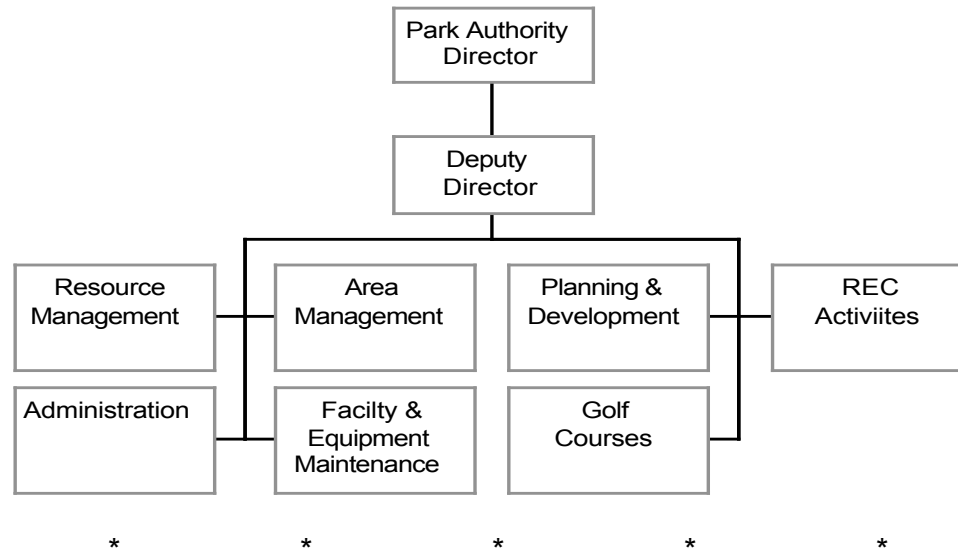 Park Authority
Director
Deputy
Director
Resource
Management
Area
Management
Planning &
Development
REC
Activiites
Administration
Facilty &
Equipment
Maintenance
Golf
Courses
* * * * *